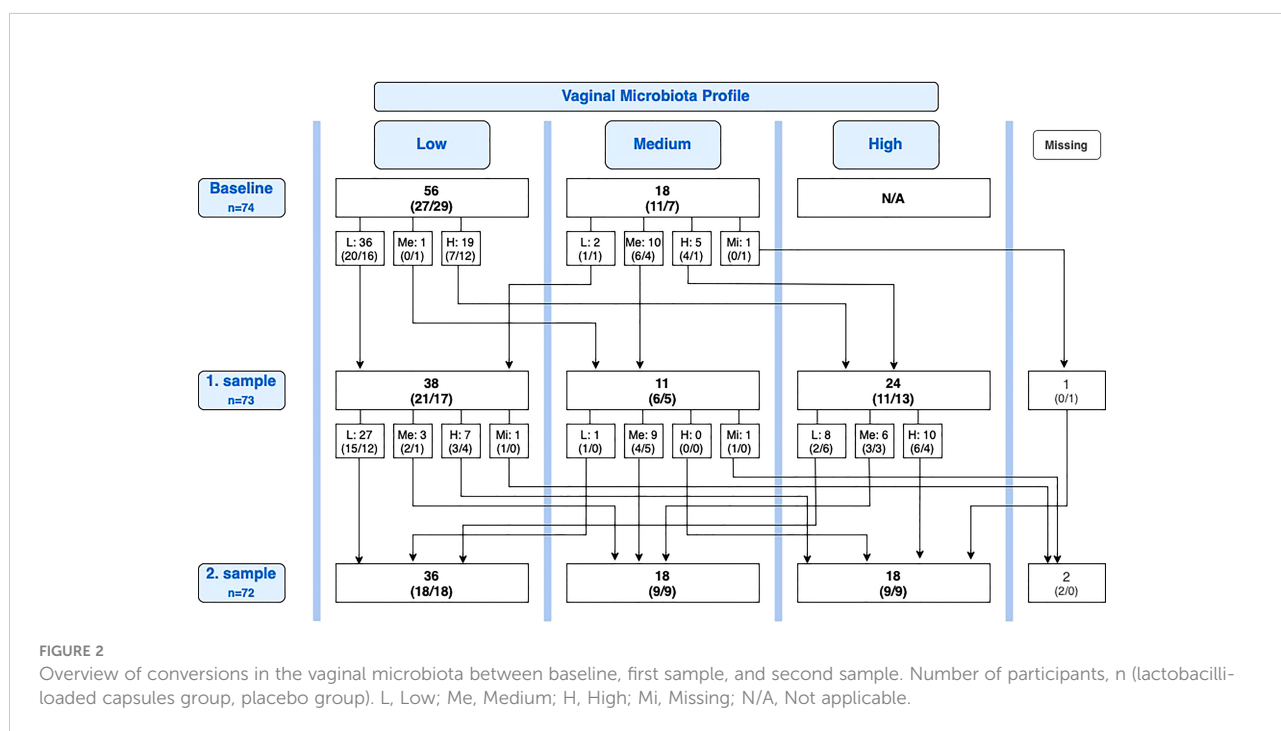 Vaginal Microbiota Profile
Low
Medium
High
Missing
Baseline
n=74
56
(27/29)
18
(11/7)
N/A
L: 36
(20/16)
Me: 1
(0/1)
H: 19
(7/12)
L: 2
(1/1)
Me: 10
(6/4)
H: 5
(4/1)
Mi: 1
(0/1)
1. sample
n=73
38
(21/17)
11
(6/5)
24
(11/13)
1
(0/1)
L: 27
(15/12)
Me: 3
(2/1)
H: 7
(3/4)
Mi: 1
(1/0)
L: 1
(1/0)
Me: 9
(4/5)
H: 0
(0/0)
Mi: 1
(1/0)
L: 8
(2/6)
Me: 6
(3/3)
H: 10
(6/4)
2. sample
n=72
36
(18/18)
18
(9/9)
18
(9/9)
2
(2/0)
FIGURE 2
Overview of conversions in the vaginal microbiota between baseline, first sample, and second sample. Number of participants, n (lactobacilli-
loaded capsules group, placebo group). L, Low; Me, Medium; H, High; Mi, Missing; N/A, Not applicable.